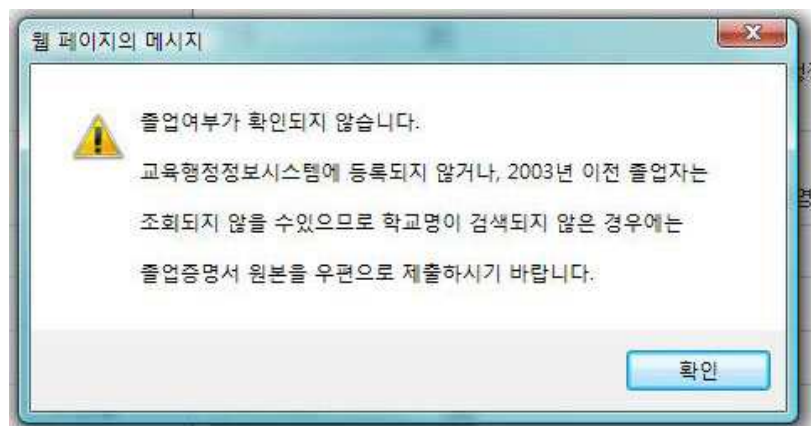 웹 페이지의 메시지
졸업여부가 확인되지 않습니다.
교육행정정보시스템에 등록되지 않거나, 2003년 이전 졸업자는
조회되지 않을 수있으므로 학교명이 검색되지 않은 경우에는
졸업증명서 원본을 우편으로 제출하시기 바랍니다.
확인